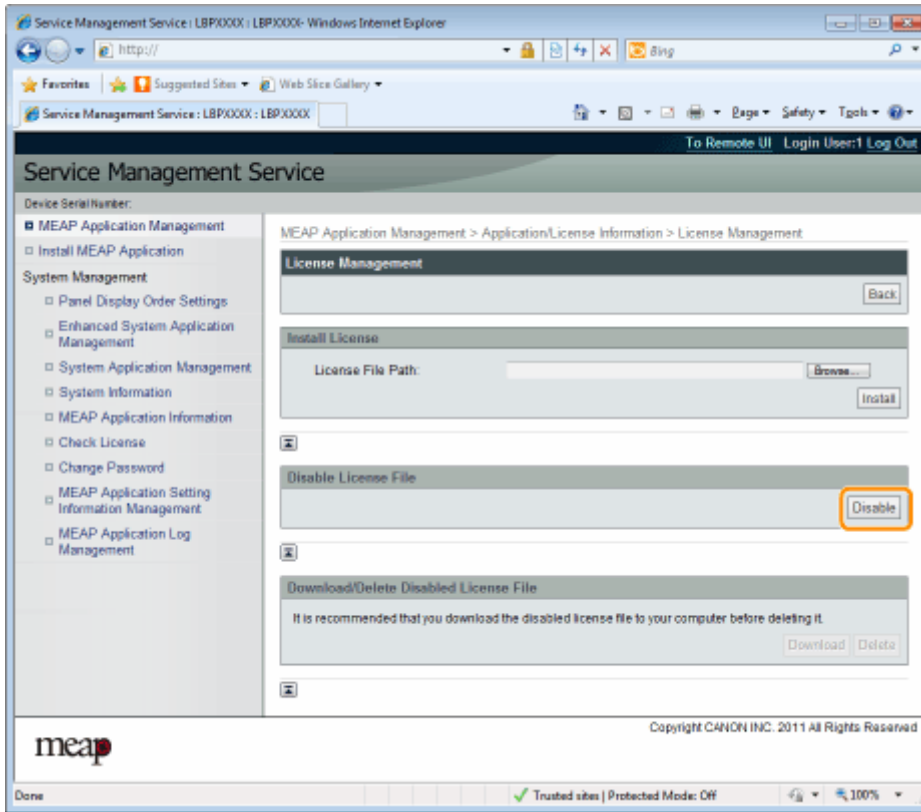 Service Management Service : LBPXXXX : LBPXXXX- Windows Internet Explorer
http://
Bing
Favorites Suggested Sites Web Slice Gallery
Service Management Service : LBPXXXX : LBPXXXX
Page Safety Tools
To Remote UI Login User:1 Log Out
Service Management Service
Device Serial Number:
MEAP Application Management
Install MEAP Application
System Management
Panel Display Order Settings
Enhanced System Application
Management
System Application Management
System Information
MEAP Application Information
Check License
Change Password
MEAP Application Setting
Information Management
MEAP Application Log
Management
MEAP Application Management > Application/License Information > License Management
License Management
Back
Install License
License File Path:
Browse...
Install
Disable License File
Disable
Download/Delete Disabled License File
It is recommended that you download the disabled license file to your computer before deleting it.
Download Delete
Copyright CANON INC. 2011 All Rights Reserved
meap
Done
Trusted sites | Protected Mode: Off
100%